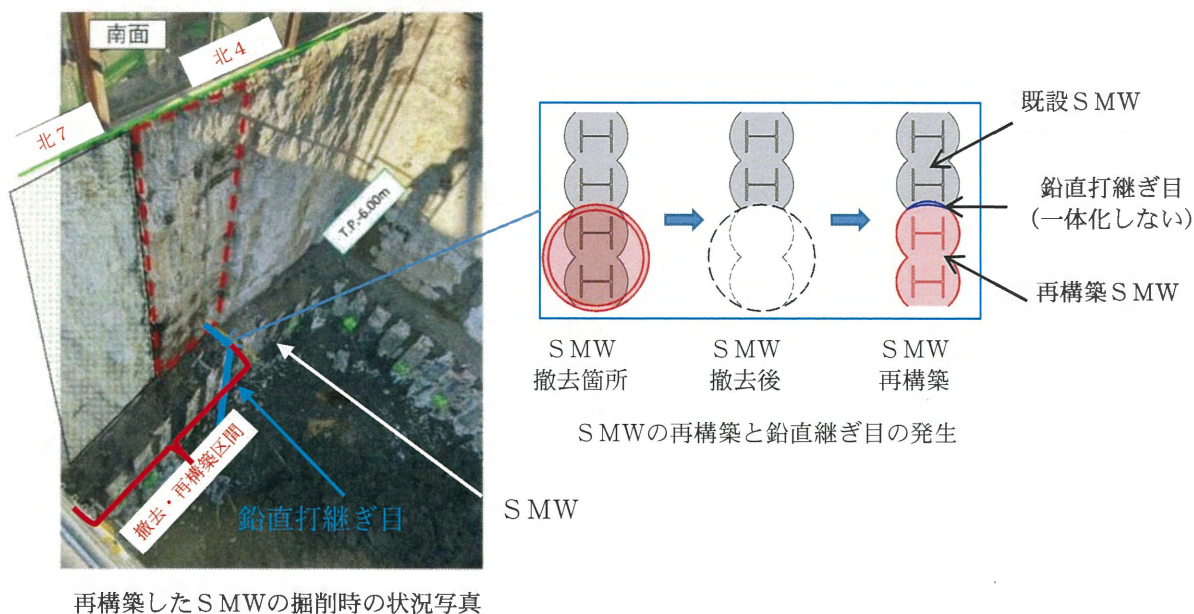 南面
北４
北７
T.P.-6.00m
撤去・再構築区間
鉛直打継ぎ目
ＳＭＷ
再構築したＳＭＷの掘削時の状況写真
既設ＳＭＷ
鉛直打継ぎ目
（一体化しない）
再構築ＳＭＷ
ＳＭＷ
撤去箇所
ＳＭＷ
撤去後
ＳＭＷ
再構築
ＳＭＷの再構築と鉛直継ぎ目の発生